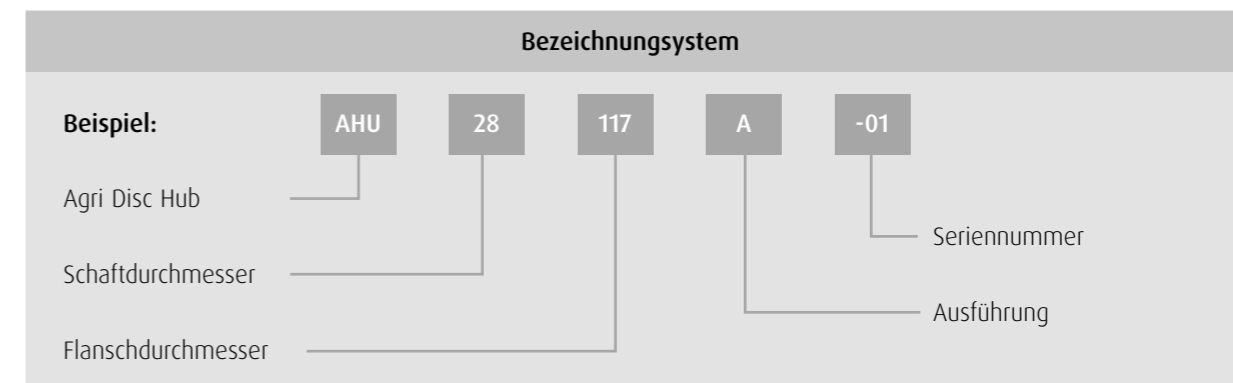 Bezeichnungsystem
Beispiel: AHU 28 117 A -01
Agri Disc Hub
Seriennummer
Schaftdurchmesser
Ausführung
Flanschdurchmesser